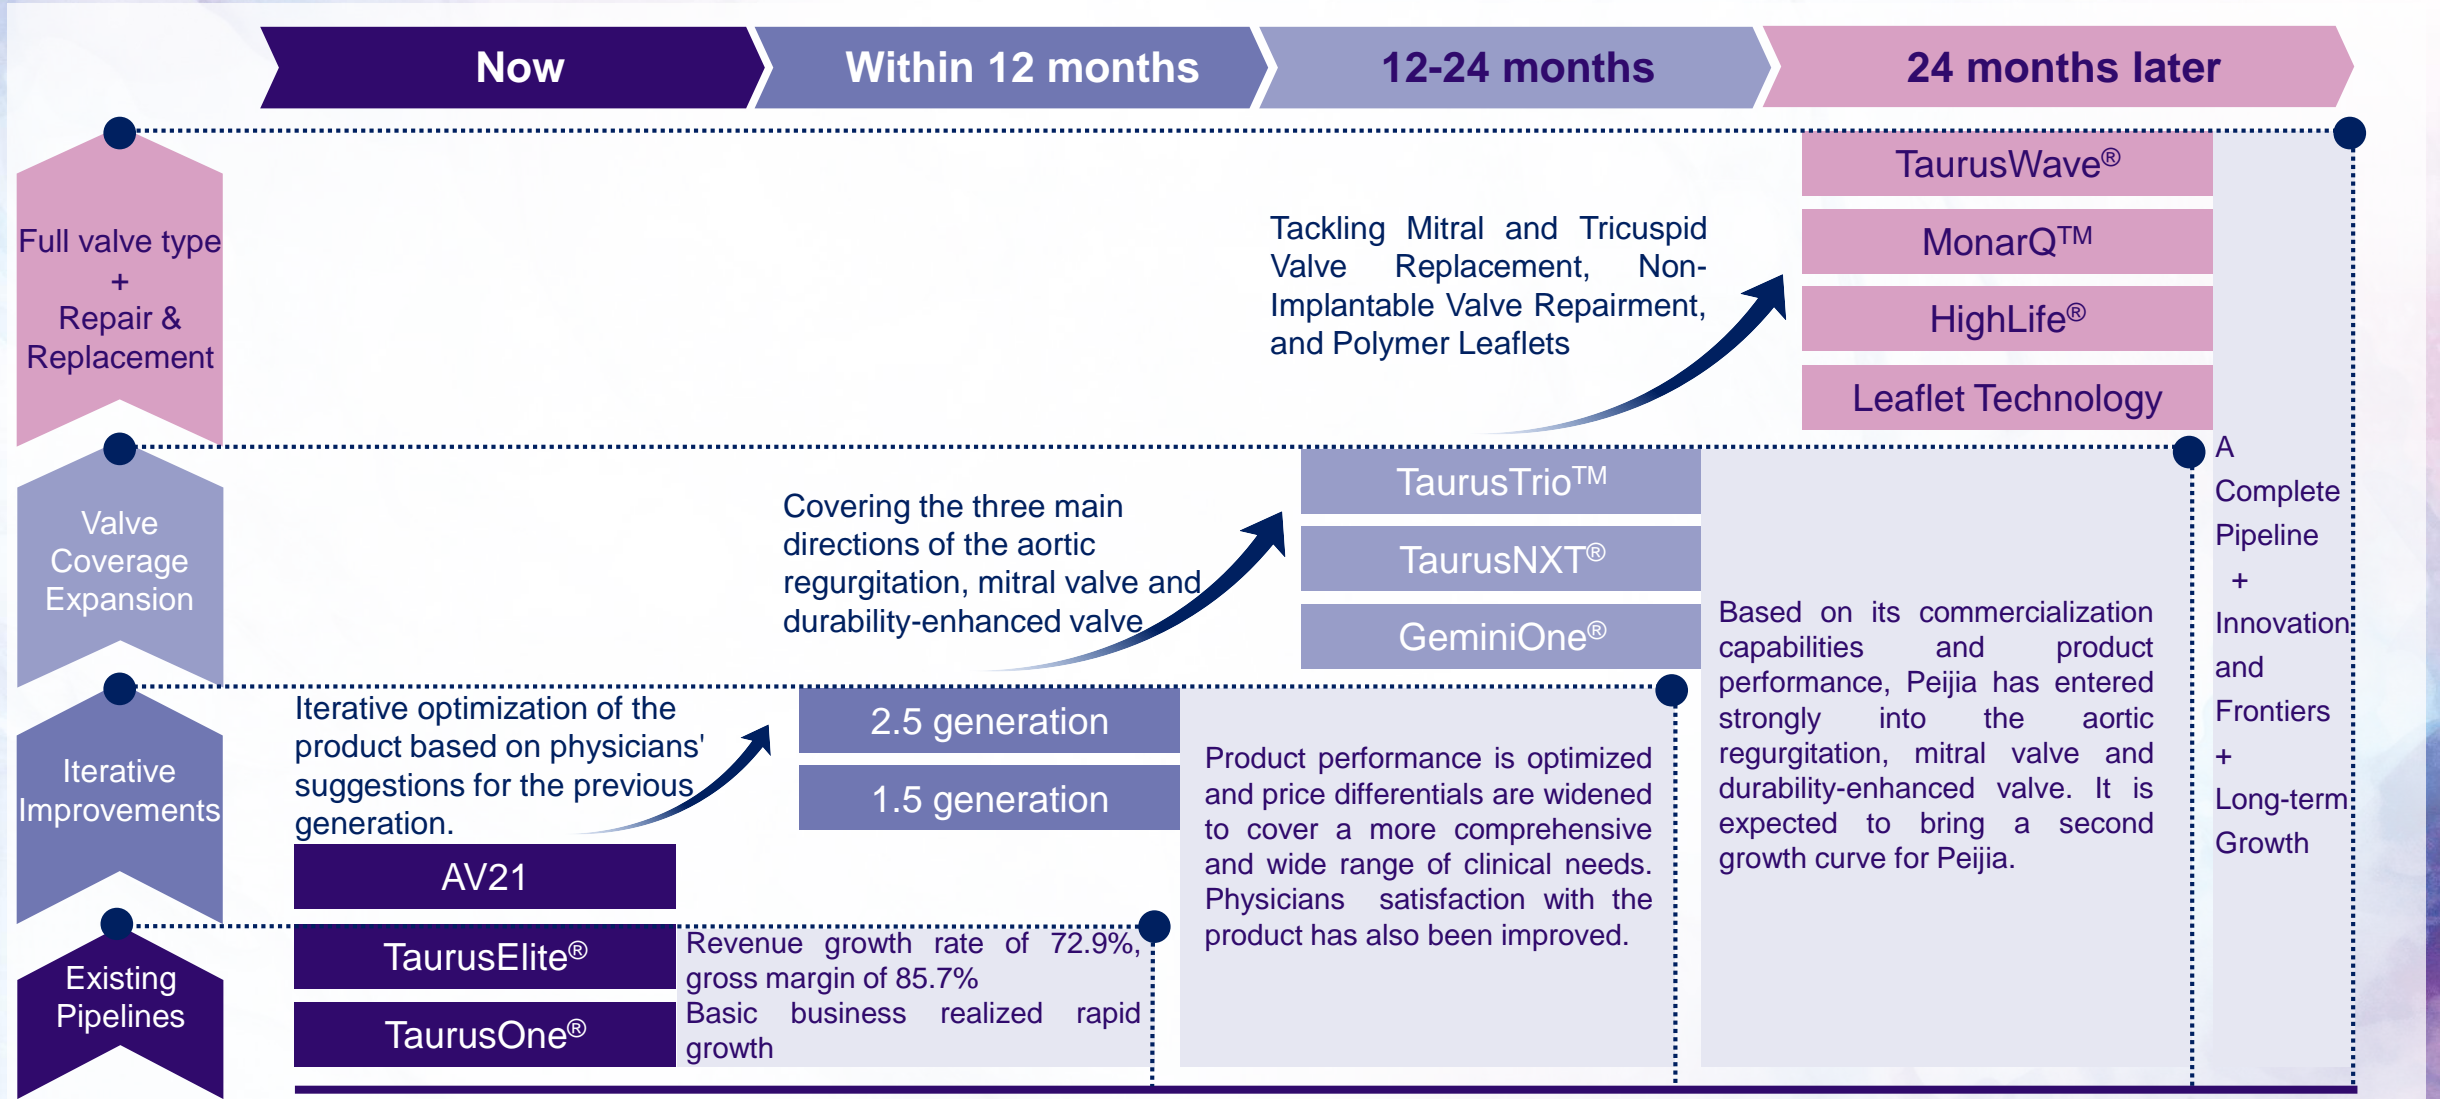 Now
Within 12 months
12-24 months
24 months later
Full valve type
+
Repair &
Replacement
Tackling Mitral and Tricuspid
Valve Replacement, Non-
Implantable Valve Repairment,
and Polymer Leaflets
TaurusWave®
MonarQ™
HighLife®
Leaflet Technology
Valve
Coverage
Expansion
Covering the three main
directions of the aortic
regurgitation, mitral valve and
durability-enhanced valve
TaurusTrio™
TaurusNXT®
GeminiOne®
Iterative
Improvements
Iterative optimization of the
product based on physicians'
suggestions for the previous
generation.
2.5 generation
1.5 generation
AV21
Existing
Pipelines
TaurusElite®
TaurusOne®
Revenue growth rate of 72.9%,
gross margin of 85.7%
Basic business realized rapid
growth
Product performance is optimized
and price differentials are widened
to cover a more comprehensive
and wide range of clinical needs.
Physicians satisfaction with the
product has also been improved.
Based on its commercialization
capabilities and product
performance, Peijia has entered
strongly into the aortic
regurgitation, mitral valve and
durability-enhanced valve. It is
expected to bring a second
growth curve for Peijia.
A
Complete
Pipeline
+
Innovation
and
Frontiers
+
Long-term
Growth